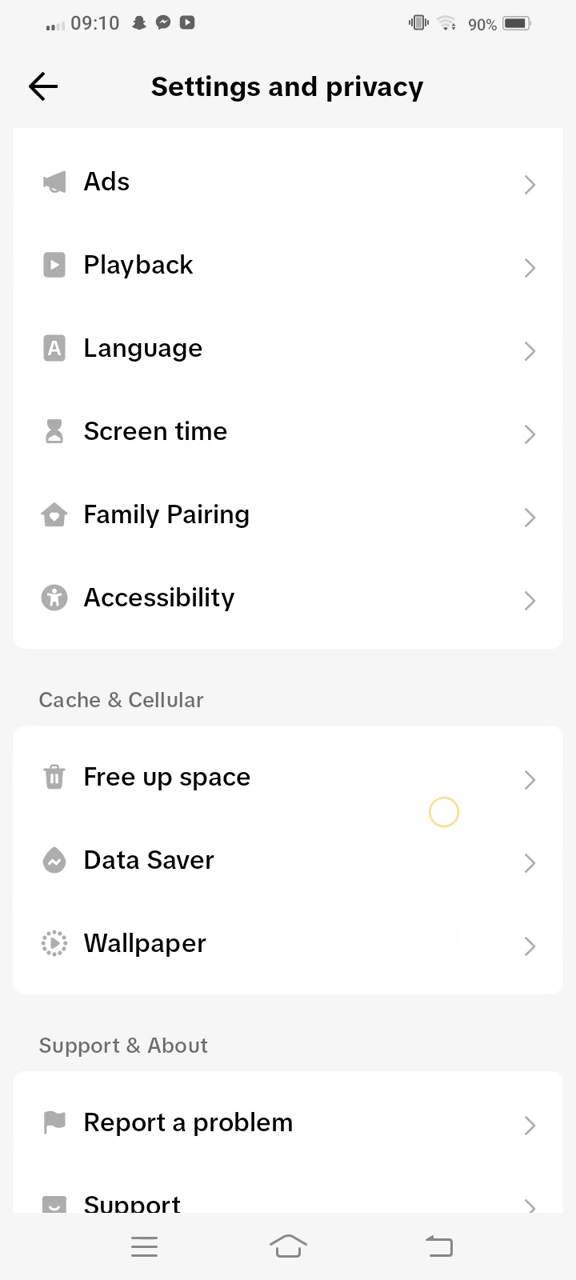 09:10
90%
Settings and privacy
Ads
Playback
Language
Screen time
Family Pairing
Accessibility
Cache & Cellular
Free up space
Data Saver
Wallpaper
Support & About
Report a problem
Support